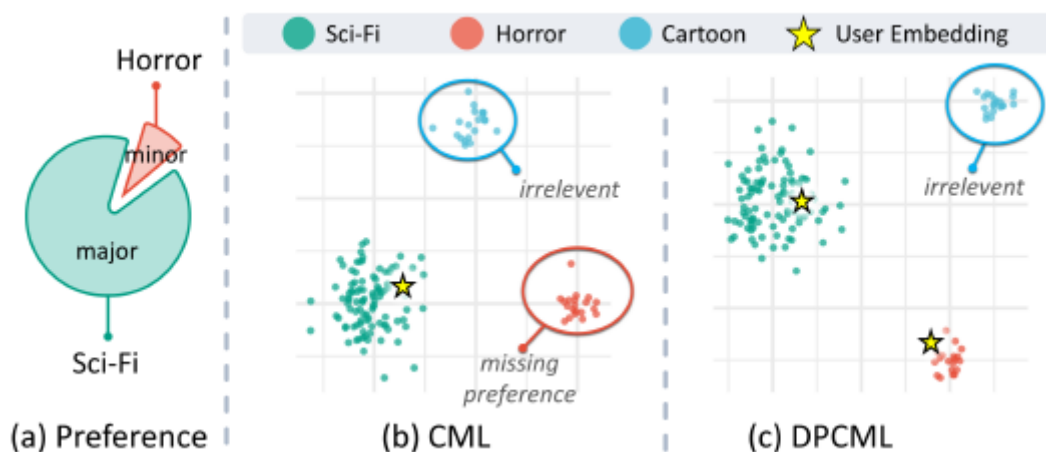 Sci-Fi Horror Cartoon User Embedding
Horror
minor
major
Sci-Fi
(a) Preference
irrelevent
missing
preference
(b) CML
irrelevent
(c) DPCML